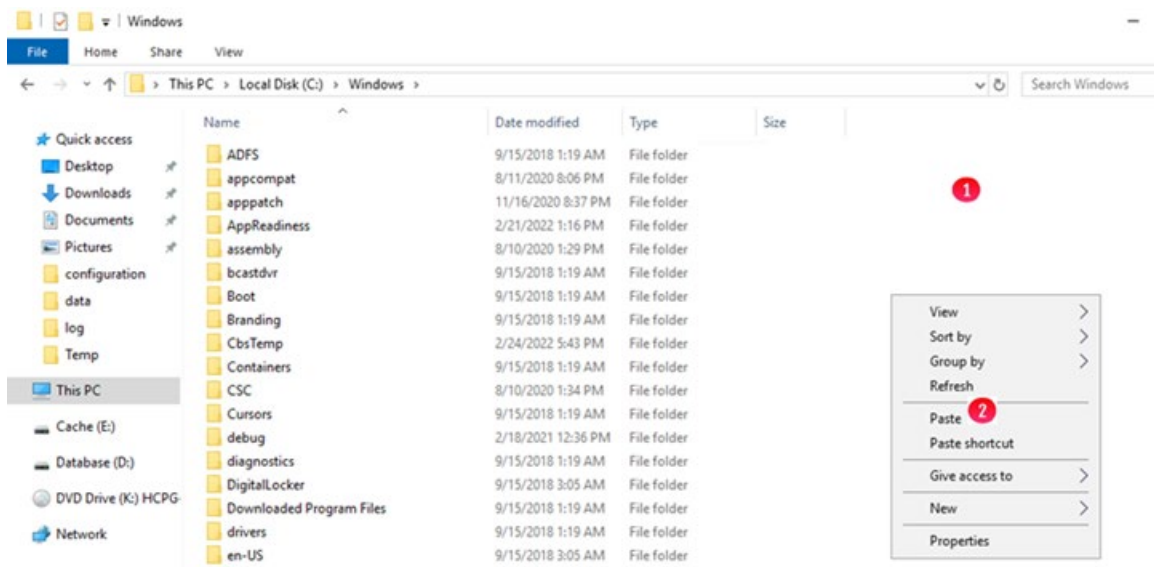 Windows
File Home Share View
This PC > Local Disk (C:) > Windows > Search Windows
Name Date modified Type Size
Quick access
Desktop
Downloads
Documents
Pictures
configuration
data
log
Temp
This PC
Cache (E:)
Database (D:)
DVD Drive (K:) HCPG-
Network
ADFS 9/15/2018 1:19 AM File folder
appcompat 8/11/2020 8:06 PM File folder
apppatch 11/16/2020 8:37 PM File folder
AppReadiness 2/21/2022 1:16 PM File folder
assembly 8/10/2020 1:29 PM File folder
bcastdvr 9/15/2018 1:19 AM File folder
Boot 9/15/2018 1:19 AM File folder
Branding 9/15/2018 1:19 AM File folder
CbsTemp 2/24/2022 5:43 PM File folder
Containers 9/15/2018 1:19 AM File folder
CSC 8/10/2020 1:34 PM File folder
Cursors 9/15/2018 1:19 AM File folder
debug 2/18/2021 12:36 PM File folder
diagnostics 9/15/2018 1:19 AM File folder
DigitalLocker 9/15/2018 3:05 AM File folder
Downloaded Program Files 9/15/2018 1:19 AM File folder
drivers 9/15/2018 1:19 AM File folder
en-US 9/15/2018 3:05 AM File folder
1
View
Sort by
Group by
Refresh
Paste 2
Paste shortcut
Give access to
New
Properties